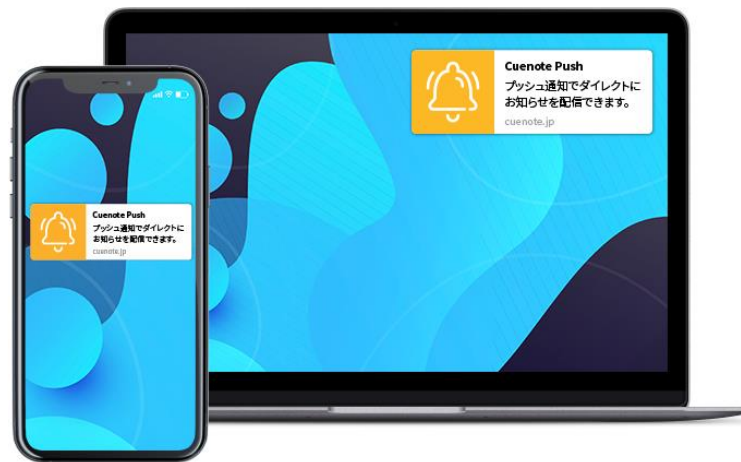 Cuenote Push
プッシュ通知でダイレクトに
お知らせを配信できます。
cuenote.jp
Cuenote Push
プッシュ通知でダイレクトに
お知らせを配信できます。
cuenote.jp